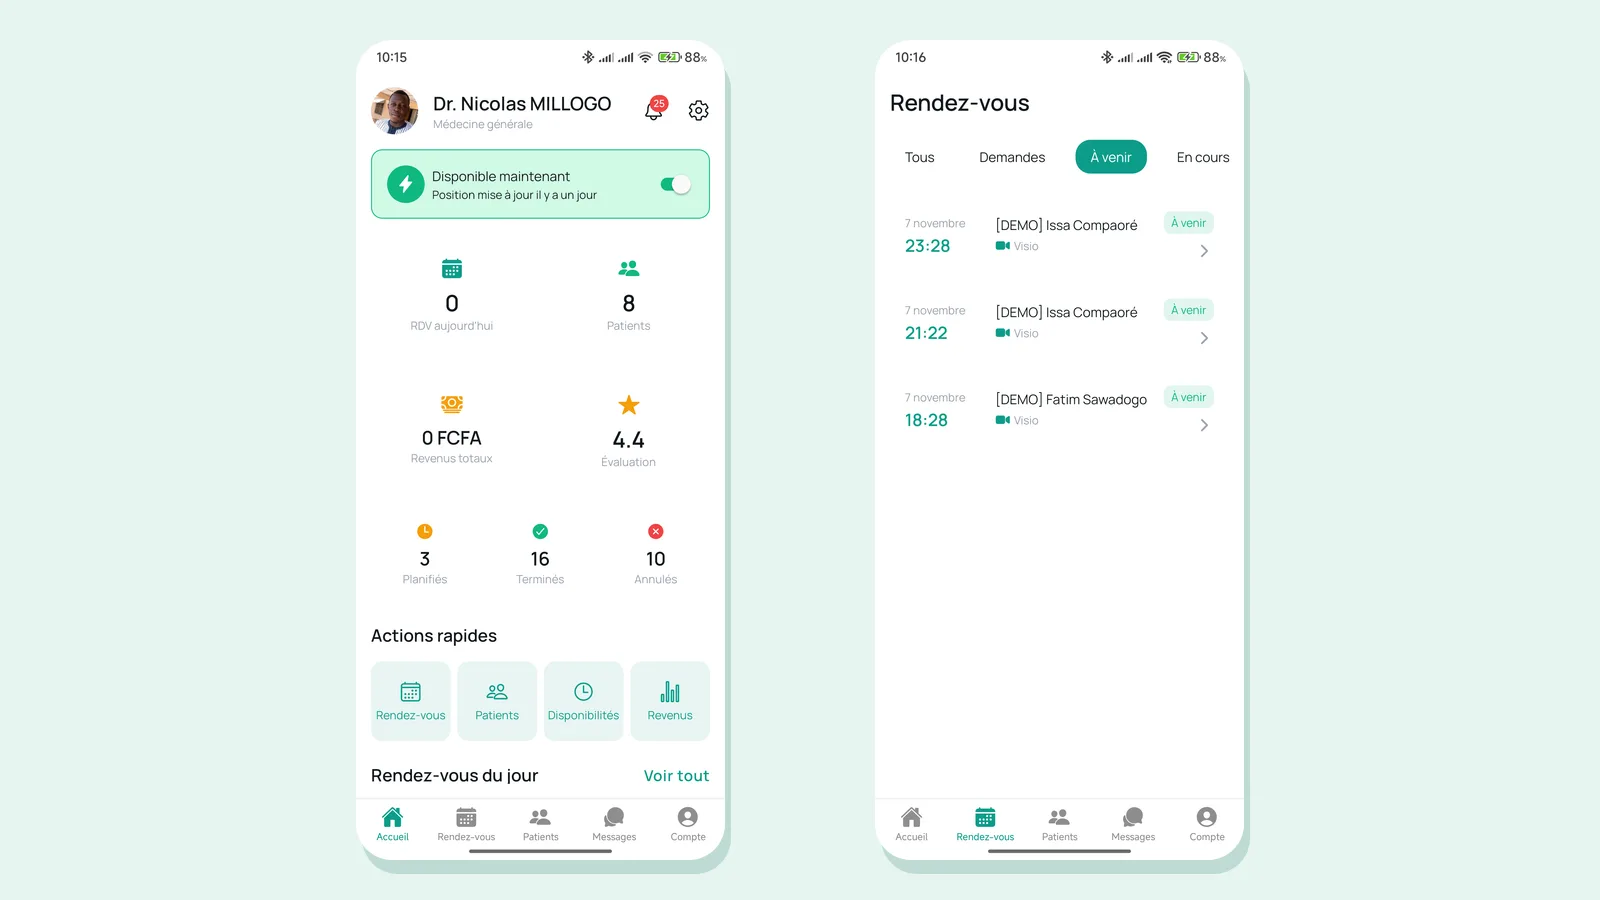 10:15
88%
Dr. Nicolas MILLOGO
25
Médecine générale
Disponible maintenant
Position mise à jour il y a un jour
0
8
RDV aujourd'hui
Patients
0 FCFA
4.4
Revenus totaux
Évaluation
3
16
10
Planifiés
Terminés
Annulés
Actions rapides
Rendez-vous
Patients
Disponibilités
Revenus
Rendez-vous du jour
Voir tout
Accueil
Rendez-vous
Patients
Messages
Compte
10:16
88%
Rendez-vous
Tous
Demandes
À venir
En cours
7 novembre
[DEMO] Issa Compaoré
À venir
23:28
Visio
7 novembre
[DEMO] Issa Compaoré
À venir
21:22
Visio
7 novembre
[DEMO] Fatim Sawadogo
À venir
18:28
Visio
Accueil
Rendez-vous
Patients
Messages
Compte